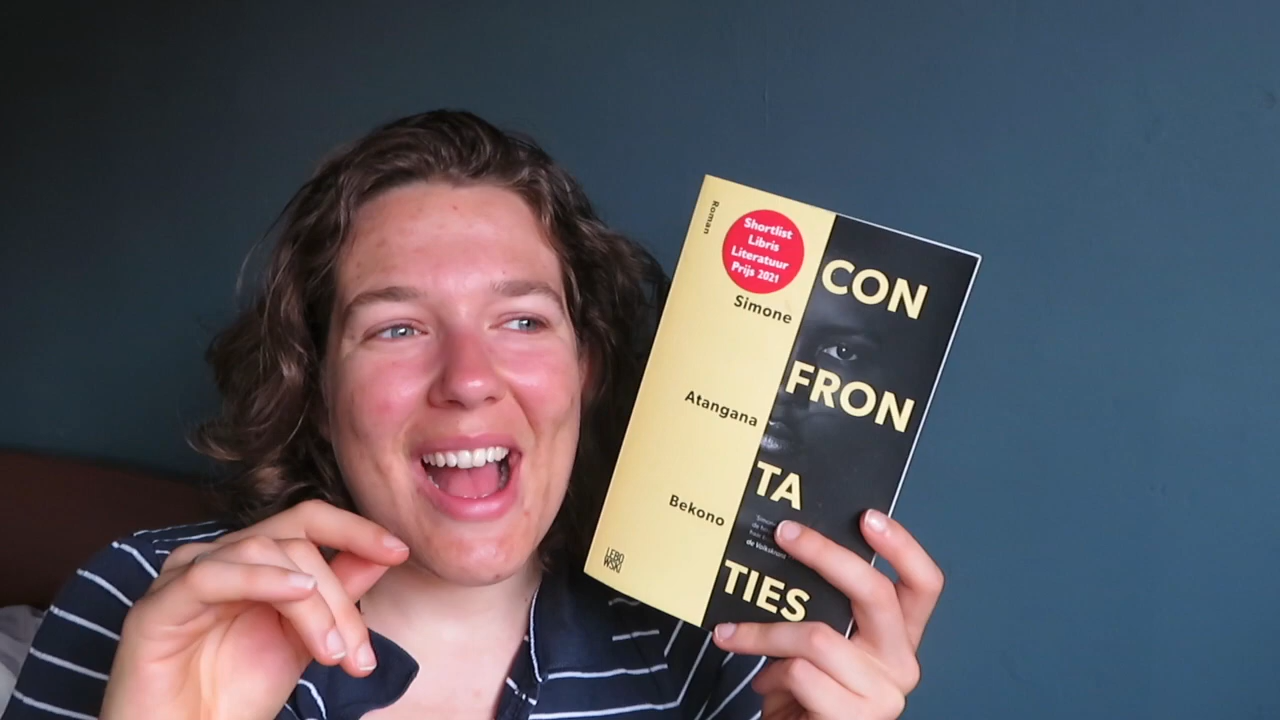 Roman
Shortlist
Libris
Literatuur
Prijs 2021
Simone
Atangana
Bekono
LEBO
WSKI
CON
FRON
TA
TIES
de Volkskrant